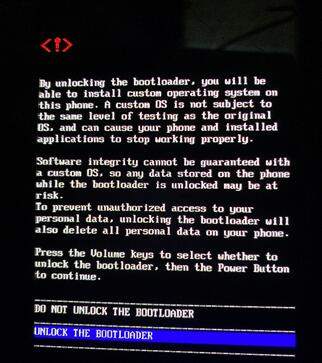 <!>
By unlocking the bootloader, you will be
able to install custom operating system on
this phone. A custom OS is not subject to
the same level of testing as the original
OS, and can cause your phone and installed
applications to stop working properly.
Software integrity cannot be guaranteed with
a custom OS, so any data stored on the phone
while the bootloader is unlocked may be at
risk.
To prevent unauthorized access to your
personal data, unlocking the bootloader will
also delete all personal data on your phone.
Press the Volume keys to select whether to
unlock the bootloader, then the Power Button
to continue.
DO NOT UNLOCK THE BOOTLOADER
UNLOCK THE BOOTLOADER